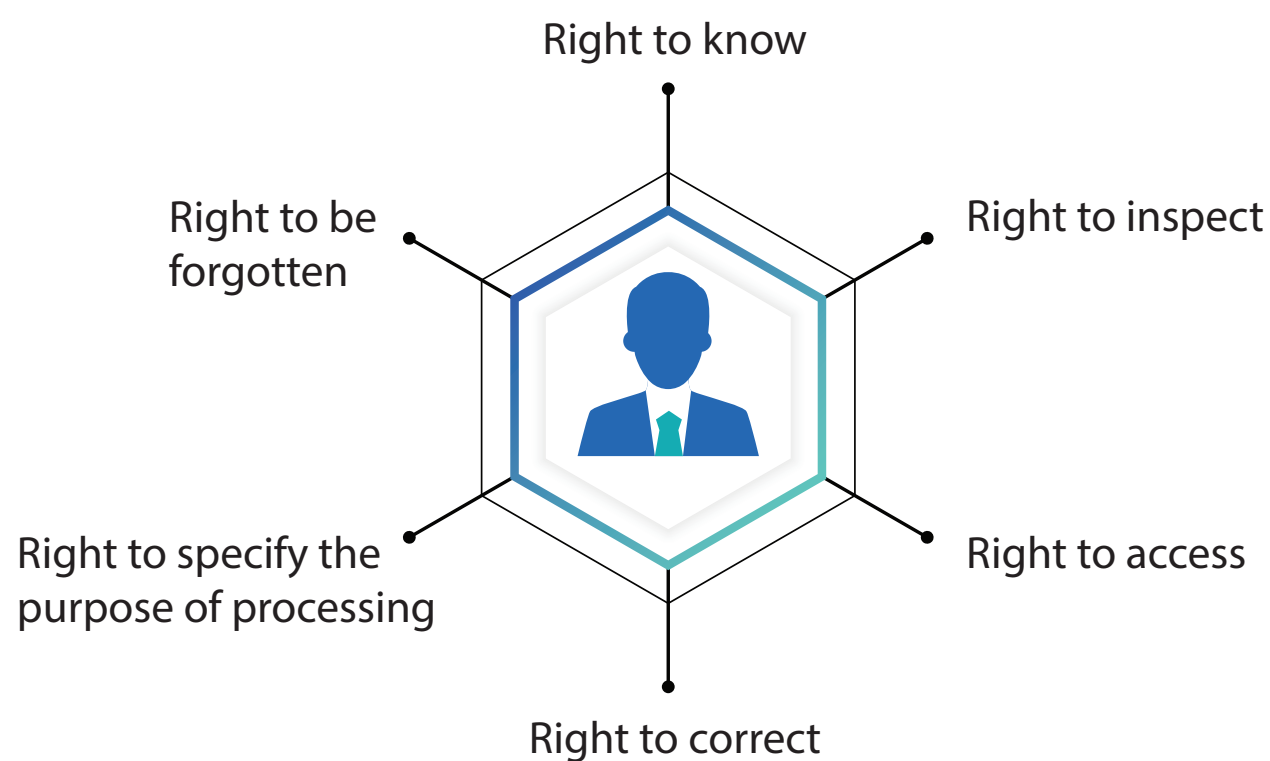 Right to know
Right to be
forgotten
Right to inspect
Right to specify the
purpose of processing
Right to access
Right to correct